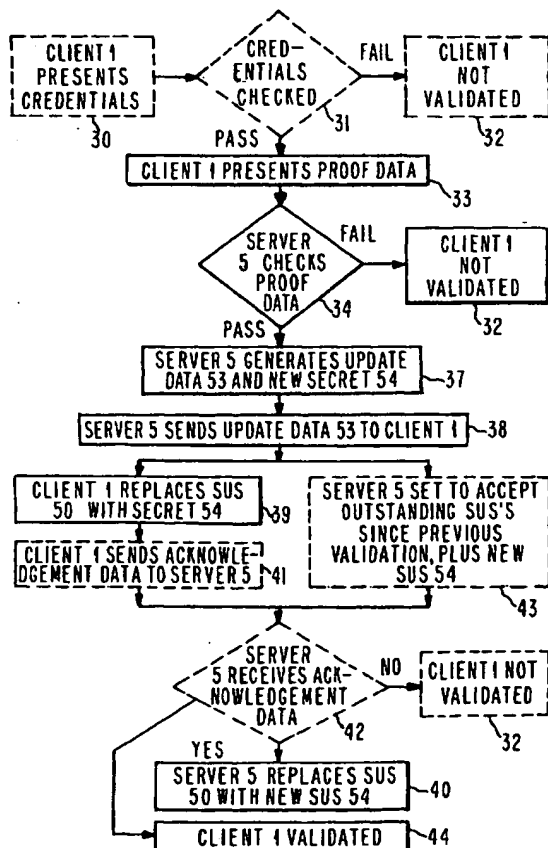 CLIENT 1
PRESENTS
CREDENTIALS
30
CRED-
ENTIALS
CHECKED
31
FAIL
CLIENT 1
NOT
VALIDATED
32
PASS
CLIENT 1 PRESENTS PROOF DATA
33
SERVER
5 CHECKS
PROOF
DATA
34
FAIL
CLIENT 1
NOT
VALIDATED
32
PASS
SERVER 5 GENERATES UPDATE
DATA 53 AND NEW SECRET 54
37
SERVER 5 SENDS UPDATE DATA 53 TO CLIENT 1
38
CLIENT 1 REPLACES SUS
50 WITH SECRET 54
39
CLIENT 1 SENDS ACKNOWLE-
DGEMENT DATA TO SERVER 5
41
SERVER 5 SET TO ACCEPT
OUTSTANDING SUS'S
SINCE PREVIOUS
VALIDATION, PLUS NEW
SUS 54
43
SERVER
5 RECEIVES ACK-
NOWLEDGEMENT
DATA
42
NO
CLIENT 1 NOT
VALIDATED
32
YES
SERVER 5 REPLACES SUS
50 WITH NEW SUS 54
40
CLIENT 1 VALIDATED
44